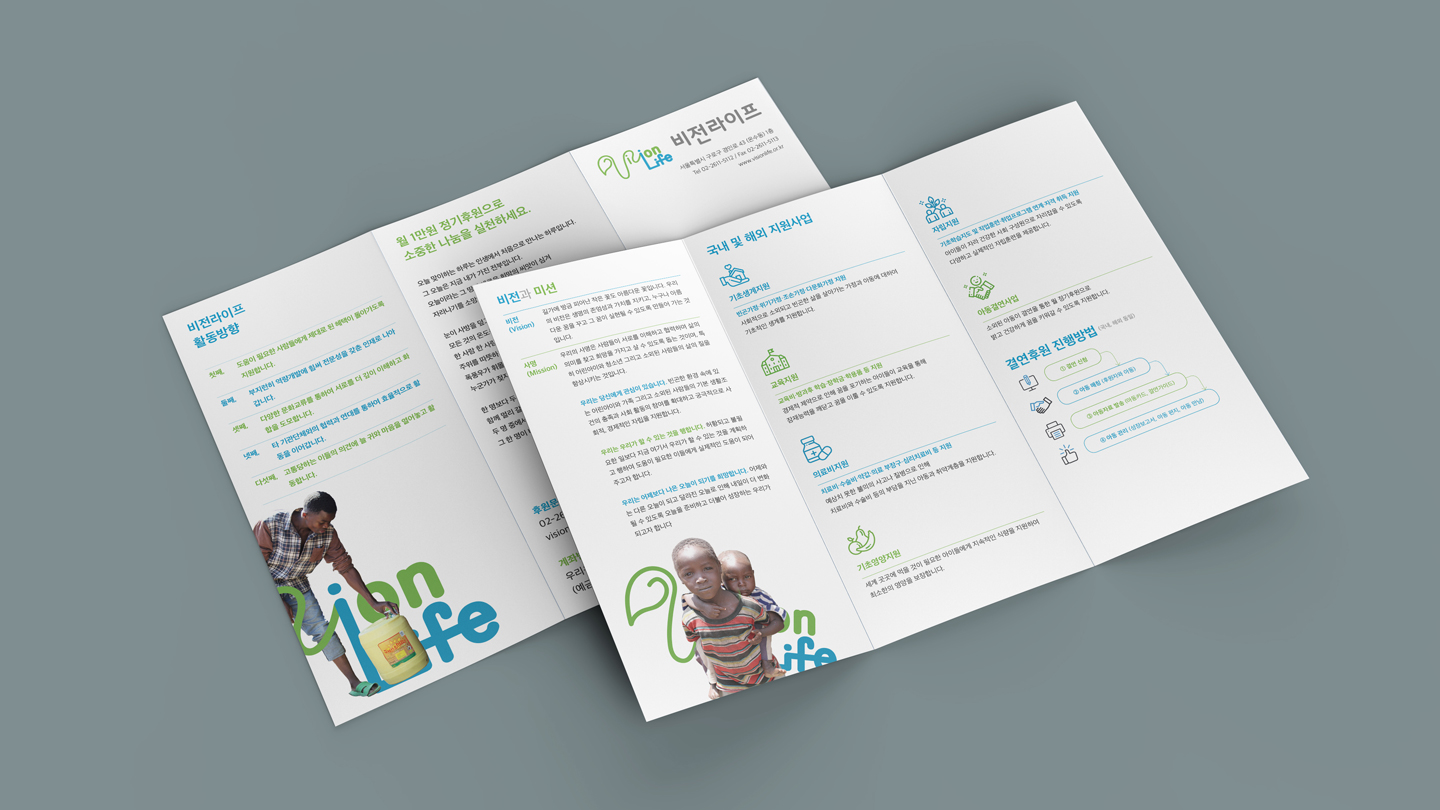 비전라이프
활동방향
첫째, 도움이 필요한 사람들에게 제대로 된 혜택이 돌아가도록
지원합니다.
둘째, 부지런히 역량개발에 힘써 전문성을 갖춘 인재로 나아
갑니다.
셋째, 다양한 문화교류를 통하여 서로를 더 깊이 이해하고 화
합을 도모합니다.
넷째, 타 기관단체와의 협력과 연대를 통하여 효율적으로 활
동을 이어갑니다.
다섯째, 고통당하는 이들의 의견에 늘 귀와 마음을 열어놓고 활
동합니다.
ion
ife
월 1만원 정기후원으로
소중한 나눔을 실천하세요.
오늘 맞이하는 하루는 인생에서 처음으로 만나는 하루입니다.
그 오늘은 지금 내가 가진 전부입니다.
오늘이라는 그
후원문
02-26
vision
계좌
우리
(예금
Vision
Life
비전라이프
서울특별시 구로구 경인로 43 (온수동) 1층
Tel 02-2611-5112 / Fax 02-2611-5113
www.visionlife.or.kr
비전과 미션
비전
(Vision)
길가에 방금 피어난 작은 꽃도 아름다운 꽃입니다. 우리
의 비전은 생명의 존엄성과 가치를 지키고, 누구나 아름
다운 꿈을 꾸고 그 꿈이 실현될 수 있도록 만들어 가는 것
입니다.
사명
(Mission)
우리의 사명은 사람들이 서로를 이해하고 협력하며 삶의
의미를 찾고 희망을 가지고 살 수 있도록 돕는 것이며, 특
히 어린아이와 청소년 그리고 소외된 사람들의 삶의 질을
향상시키는 것입니다.
우리는 당신에게 관심이 있습니다. 빈곤한 환경 속에 있
는 어린아이와 가족 그리고 소외된 사람들의 기본 생활조
건의 충족과 사회 활동의 참여를 확대하고 궁극적으로 사
회적, 경제적인 자립을 지원합니다.
우리는 우리가 할 수 있는 것을 행합니다. 허황되고 불필
요한 일보다 지금 여기서 우리가 할 수 있는 것을 계획하
고 행하여 도움이 필요한 이들에게 실제적인 도움이 되어
주고자 합니다.
우리는 어제보다 나은 오늘이 되기를 희망합니다. 어제와
는 다른 오늘이 되고 달라진 오늘로 인해 내일이 더 변화
될 수 있도록 오늘을 준비하고 더불어 성장하는 우리가
되고자 합니다
on
ife
국내 및 해외 지원사업
기초생계지원
빈곤가정·위기가정·조손가정·다문화가정 지원
사회적으로 소외되고 빈곤한 삶을 살아가는 가정과 아동에 대하여
기초적인 생계를 지원합니다.
교육지원
교육비·방과후 학습·장학금·학용품 등 지원
경제적 제약으로 인해 꿈을 포기하는 아이들이 교육을 통해
잠재능력을 깨닫고 꿈을 이룰 수 있도록 지원합니다.
의료비지원
치료비·수술비·약값·의료 부장구·심리치료비 등 지원
예상치 못한 불의의 사고나 질병으로 인해
치료비와 수술비 등의 부담을 지닌 아동과 취약계층을 지원합니다.
기초영양지원
세계 곳곳에 먹을 것이 필요한 아이들에게 지속적인 식량을 지원하여
최소한의 영양을 보장합니다.
자립지원
기초학습지도 및 직업훈련·취업프로그램 연계·자격 취득 지원
아이들이 자라 건강한 사회 구성원으로 자리잡을 수 있도록
다양하고 실제적인 자립훈련을 제공합니다.
아동결연사업
소외된 아동이 결연을 통한 월 정기후원으로
밝고 건강하게 꿈을 키워갈 수 있도록 지원합니다.
결연후원 진행방법 (국내, 해외 동일)
① 결연 신청
② 아동 매칭 (후원자와 아동)
③ 아동자료 발송 (아동카드, 결연가이드)
④ 아동 관리 (성장보고서, 아동 편지, 아동 만남)